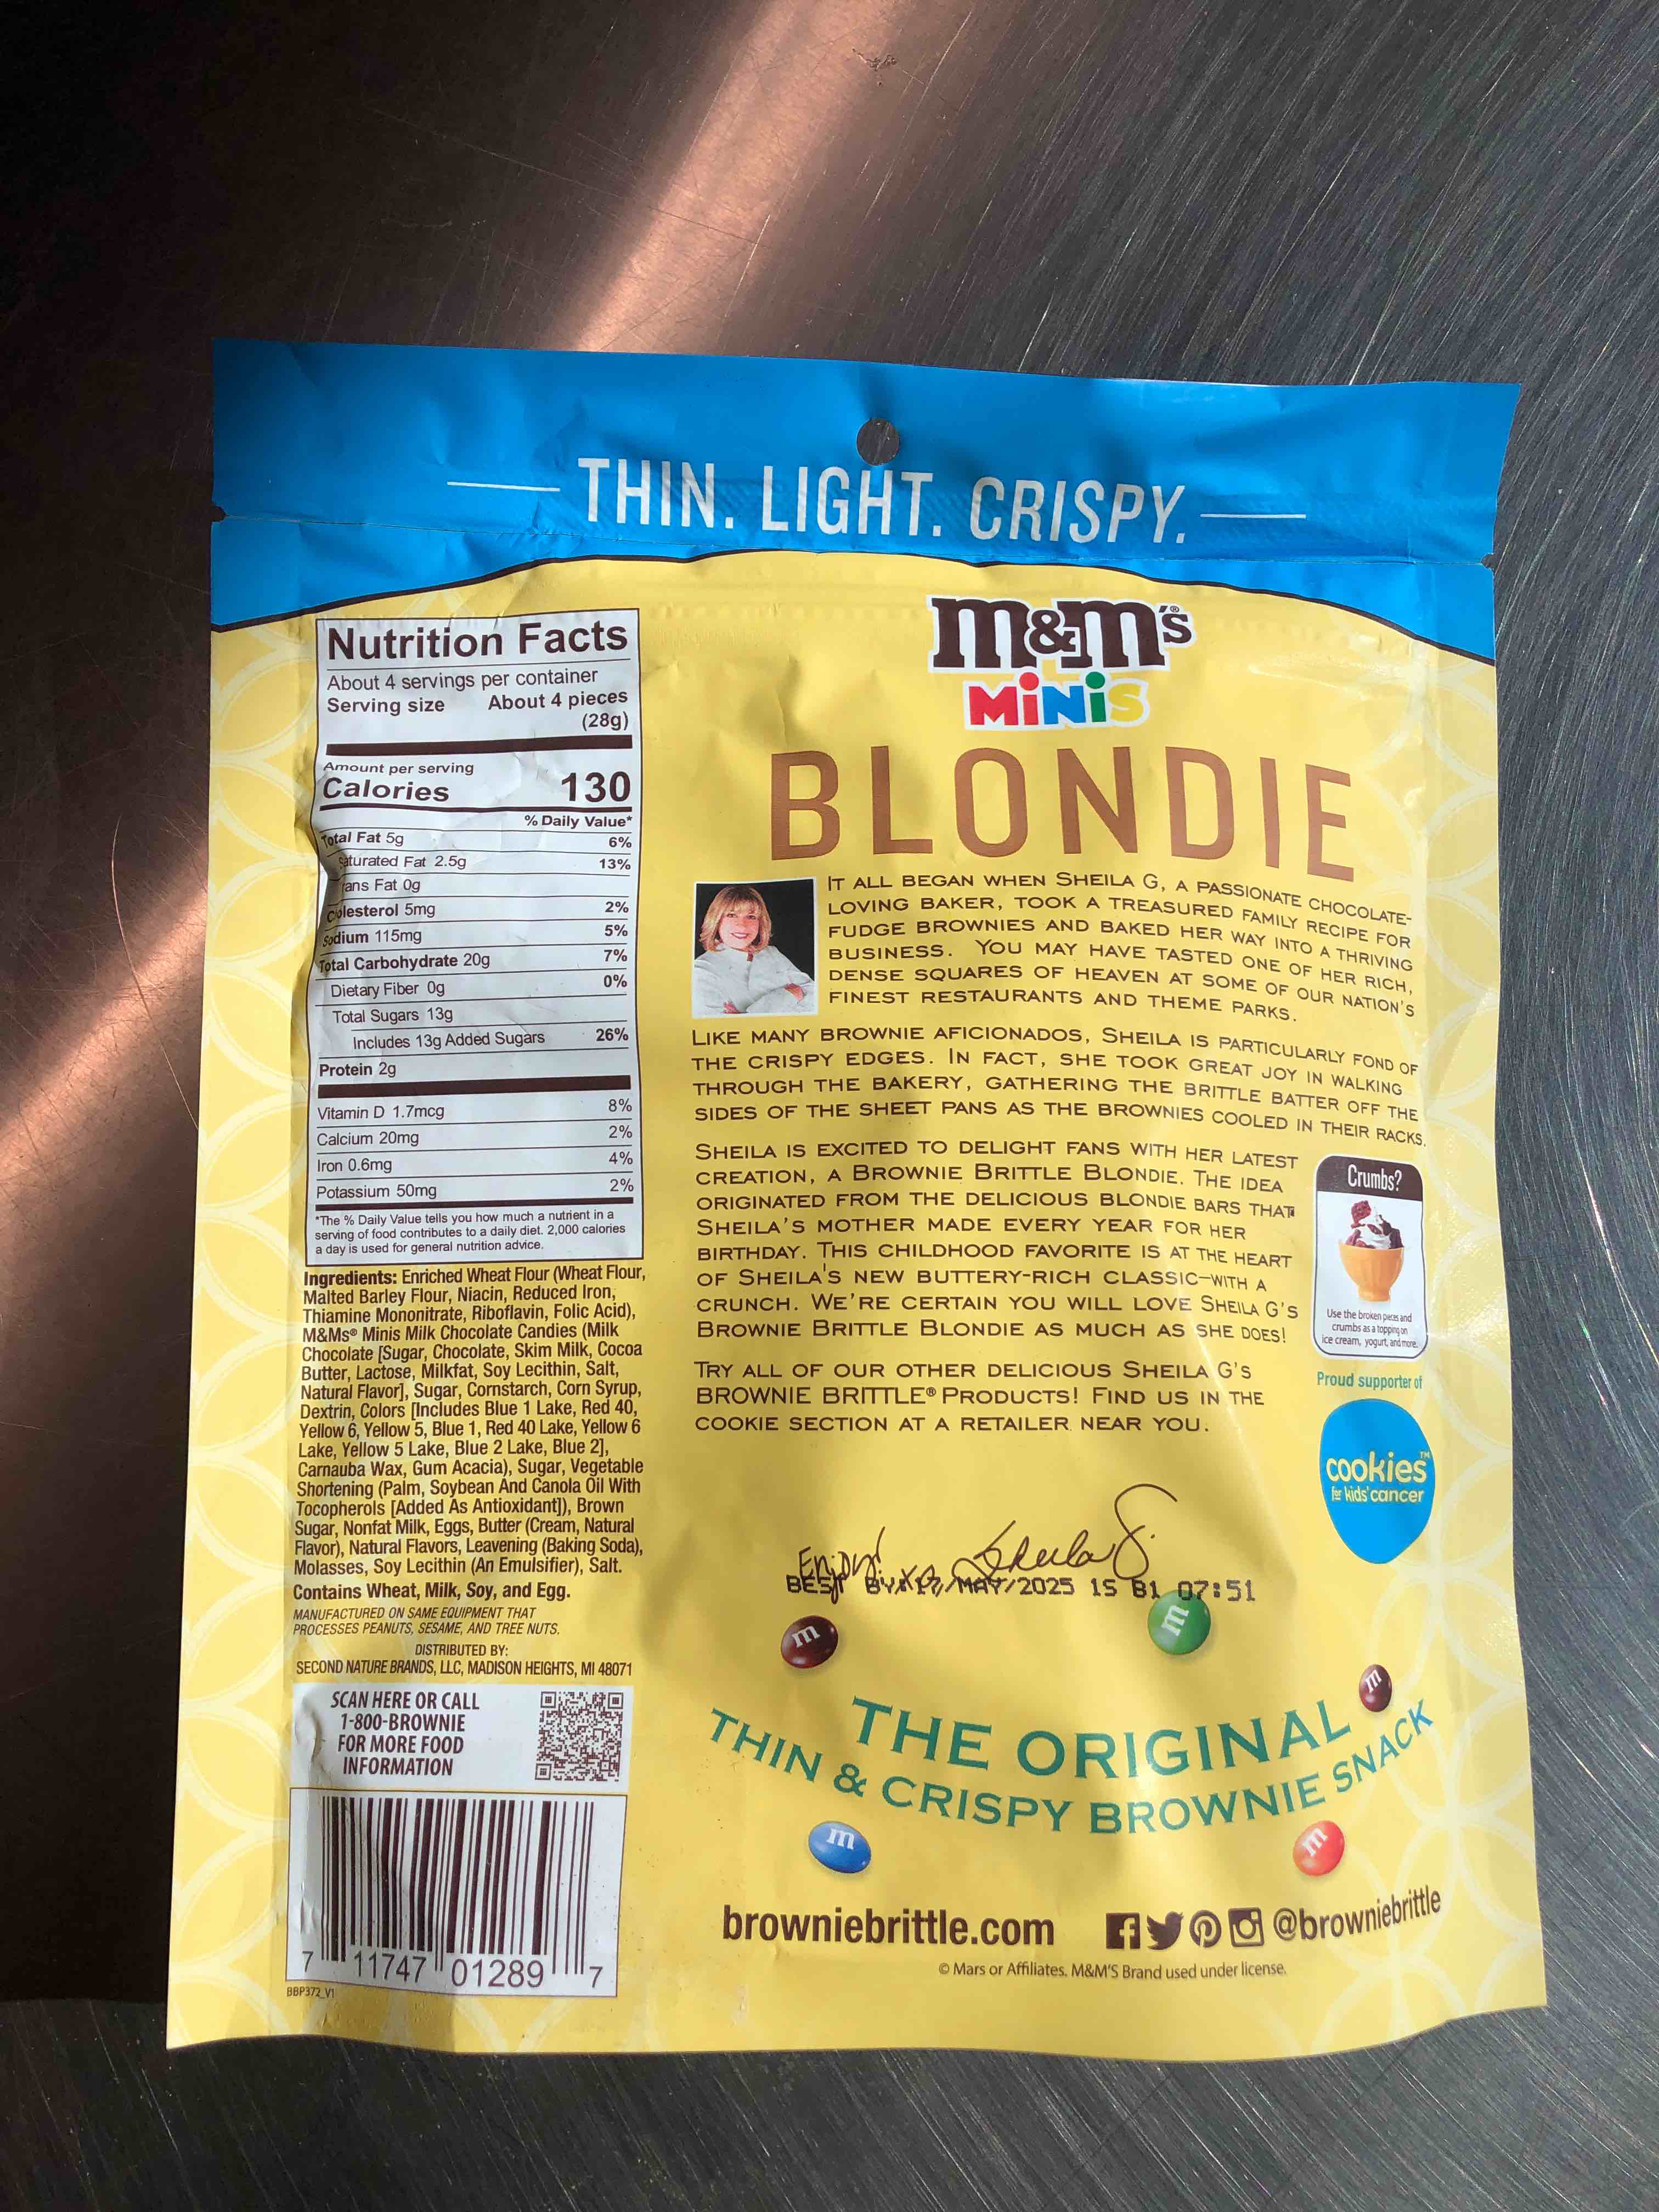 THIN. LIGHT. CRISPY.
Nutrition Facts
About 4 servings per container
Serving size About 4 pieces
(28g)
Amount per serving
Calories 130
% Daily Value*
Total Fat 5g 6%
Saturated Fat 2.5g 13%
Trans Fat 0g
Cholesterol 5mg 2%
Sodium 115mg 5%
Total Carbohydrate 20g 7%
Dietary Fiber 0g 0%
Total Sugars 13g
Includes 13g Added Sugars 26%
Protein 2g
Vitamin D 1.7mcg 8%
Calcium 20mg 2%
Iron 0.6mg 4%
Potassium 50mg 2%
*The % Daily Value tells you how much a nutrient in a
serving of food contributes to a daily diet. 2,000 calories
a day is used for general nutrition advice.
Ingredients: Enriched Wheat Flour (Wheat Flour,
Malted Barley Flour, Niacin, Reduced Iron,
Thiamine Mononitrate, Riboflavin, Folic Acid),
M&Ms® Minis Milk Chocolate Candies (Milk
Chocolate [Sugar, Chocolate, Skim Milk, Cocoa
Butter, Lactose, Milkfat, Soy Lecithin, Salt,
Natural Flavor], Sugar, Cornstarch, Corn Syrup,
Dextrin, Colors [Includes Blue 1 Lake, Red 40,
Yellow 6, Yellow 5, Blue 1, Red 40 Lake, Yellow 6
Lake, Yellow 5 Lake, Blue 2 Lake, Blue 2],
Carnauba Wax, Gum Acacia), Sugar, Vegetable
Shortening (Palm, Soybean And Canola Oil With
Tocopherols [Added As Antioxidant]), Brown
Sugar, Nonfat Milk, Eggs, Butter (Cream, Natural
Flavor), Natural Flavors, Leavening (Baking Soda),
Molasses, Soy Lecithin (An Emulsifier), Salt.
Contains Wheat, Milk, Soy, and Egg.
MANUFACTURED ON SAME EQUIPMENT THAT
PROCESSES PEANUTS, SESAME, AND TREE NUTS.
DISTRIBUTED BY:
SECOND NATURE BRANDS, LLC, MADISON HEIGHTS, MI 48071
SCAN HERE OR CALL
1-800-BROWNIE
FOR MORE FOOD
INFORMATION
7 11747 01289 7
BBP372_V1
m&m's®
MINIS
BLONDIE
IT ALL BEGAN WHEN SHEILA G, A PASSIONATE CHOCOLATE-
LOVING BAKER, TOOK A TREASURED FAMILY RECIPE FOR
FUDGE BROWNIES AND BAKED HER WAY INTO A THRIVING
BUSINESS. YOU MAY HAVE TASTED ONE OF HER RICH,
DENSE SQUARES OF HEAVEN AT SOME OF OUR NATION'S
FINEST RESTAURANTS AND THEME PARKS.
LIKE MANY BROWNIE AFICIONADOS, SHEILA IS PARTICULARLY FOND OF
THE CRISPY EDGES. IN FACT, SHE TOOK GREAT JOY IN WALKING
THROUGH THE BAKERY, GATHERING THE BRITTLE BATTER OFF THE
SIDES OF THE SHEET PANS AS THE BROWNIES COOLED IN THEIR RACKS.
SHEILA IS EXCITED TO DELIGHT FANS WITH HER LATEST
CREATION, A BROWNIE BRITTLE BLONDIE. THE IDEA
ORIGINATED FROM THE DELICIOUS BLONDIE BARS THAT
SHEILA'S MOTHER MADE EVERY YEAR FOR HER
BIRTHDAY. THIS CHILDHOOD FAVORITE IS AT THE HEART
OF SHEILA'S NEW BUTTERY-RICH CLASSIC—WITH A
CRUNCH. WE'RE CERTAIN YOU WILL LOVE SHEILA G'S
BROWNIE BRITTLE BLONDIE AS MUCH AS SHE DOES!
TRY ALL OF OUR OTHER DELICIOUS SHEILA G'S
BROWNIE BRITTLE® PRODUCTS! FIND US IN THE
COOKIE SECTION AT A RETAILER NEAR YOU.
Crumbs?
Use the broken pieces and
crumbs as a topping on
ice cream, yogurt, and more.
Proud supporter of
cookies™
for kids' cancer
Enjoy! xo Sheila G.
BEST BY: 17/MAY/2025 15 B1 07:51
m
m
m
THE ORIGINAL
THIN & CRISPY BROWNIE SNACK
m
m
browniebrittle.com @browniebrittle
© Mars or Affiliates. M&M'S Brand used under license.